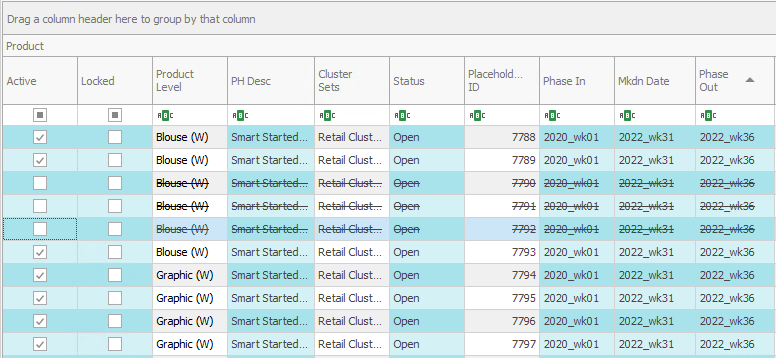 Drag a column header here to group by that column
Product
Active Locked Product Level PH Desc Cluster Sets Status Placehold... ID Phase In Mkdn Date Phase Out
ABC ABC ABC ABC ABC ABC ABC ABC
Blouse (W) Smart Started... Retail Clust... Open 7788 2020_wk01 2022_wk31 2022_wk36
Blouse (W) Smart Started... Retail Clust... Open 7789 2020_wk01 2022_wk31 2022_wk36
Blouse (W) Smart Started... Retail Clust... Open 7790 2020_wk01 2022_wk31 2022_wk36
Blouse (W) Smart Started... Retail Clust... Open 7791 2020_wk01 2022_wk31 2022_wk36
Blouse (W) Smart Started... Retail Clust... Open 7792 2020_wk01 2022_wk31 2022_wk36
Blouse (W) Smart Started... Retail Clust... Open 7793 2020_wk01 2022_wk31 2022_wk36
Graphic (W) Smart Started... Retail Clust... Open 7794 2020_wk01 2022_wk31 2022_wk36
Graphic (W) Smart Started... Retail Clust... Open 7795 2020_wk01 2022_wk31 2022_wk36
Graphic (W) Smart Started... Retail Clust... Open 7796 2020_wk01 2022_wk31 2022_wk36
Graphic (W) Smart Started... Retail Clust... Open 7797 2020_wk01 2022_wk31 2022_wk36